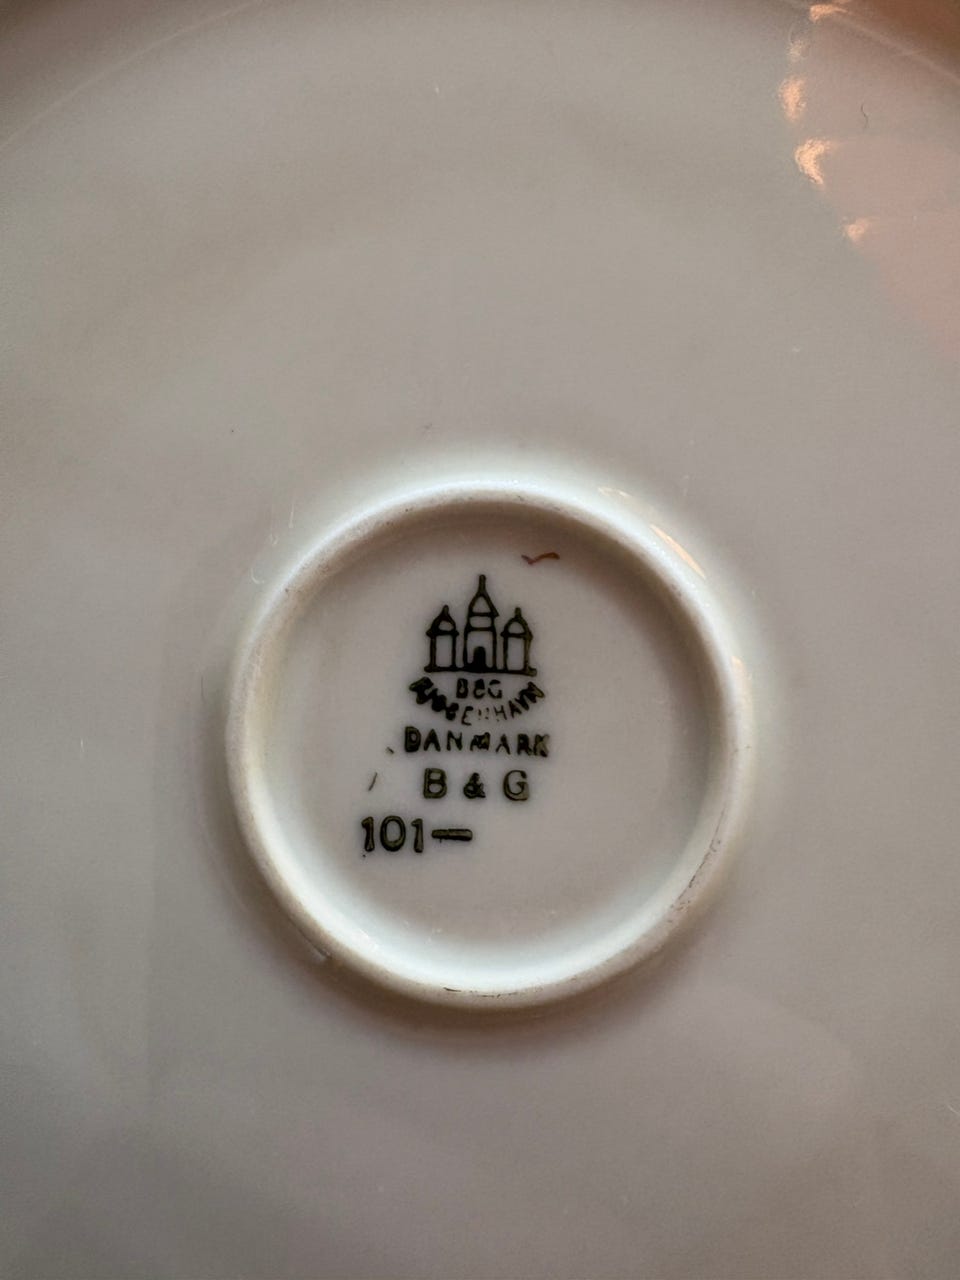 B&G
KJØBENHAVN
DANMARK
B & G
101—